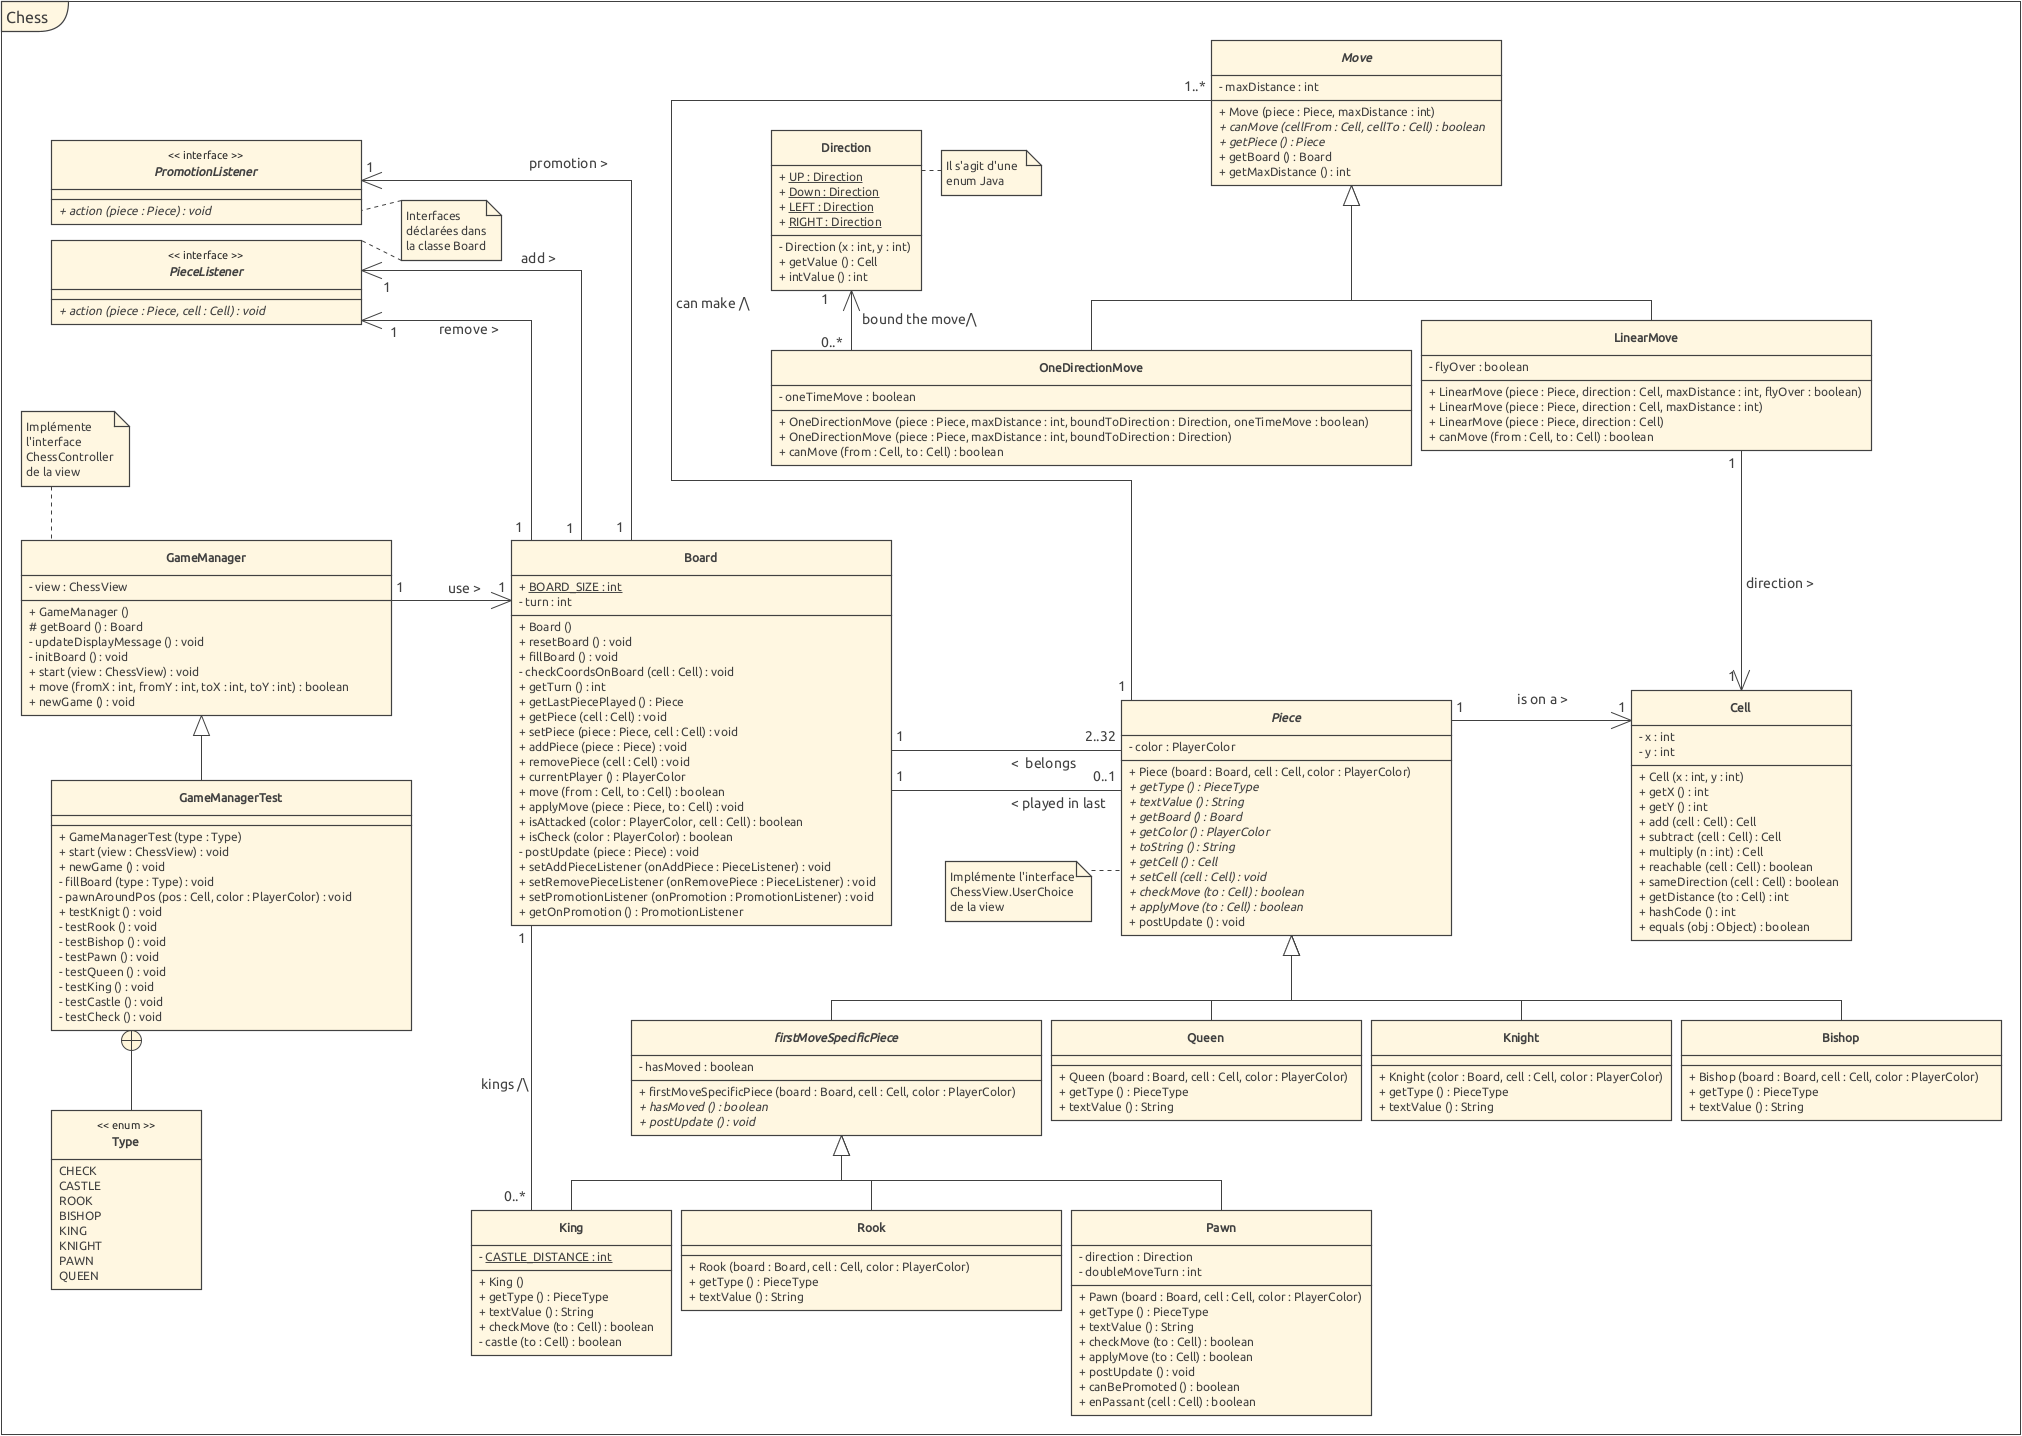 Chess
Move
- maxDistance : int
+ Move (piece : Piece, maxDistance : int)
+ canMove (cellFrom : Cell, cellTo : Cell) : boolean
+ getPiece () : Piece
+ getBoard () : Board
+ getMaxDistance () : int
1..*
can make /\
1
Direction
+ UP : Direction
+ Down : Direction
+ LEFT : Direction
+ RIGHT : Direction
- Direction (x : int, y : int)
+ getValue () : Cell
+ intValue () : int
Il s'agit d'une
enum Java
1
bound the move/\
0..*
<< interface >>
PromotionListener
+ action (piece : Piece) : void
1
promotion >
1
Interfaces
déclarées dans
la classe Board
<< interface >>
PieceListener
+ action (piece : Piece, cell : Cell) : void
add >
1
1
remove >
1
1
OneDirectionMove
- oneTimeMove : boolean
+ OneDirectionMove (piece : Piece, maxDistance : int, boundToDirection : Direction, oneTimeMove : boolean)
+ OneDirectionMove (piece : Piece, maxDistance : int, boundToDirection : Direction)
+ canMove (from : Cell, to : Cell) : boolean
LinearMove
- flyOver : boolean
+ LinearMove (piece : Piece, direction : Cell, maxDistance : int, flyOver : boolean)
+ LinearMove (piece : Piece, direction : Cell, maxDistance : int)
+ LinearMove (piece : Piece, direction : Cell)
+ canMove (from : Cell, to : Cell) : boolean
1
direction >
1
Implémente
l'interface
ChessController
de la view
GameManager
- view : ChessView
+ GameManager ()
# getBoard () : Board
- updateDisplayMessage () : void
- initBoard () : void
+ start (view : ChessView) : void
+ move (fromX : int, fromY : int, toX : int, toY : int) : boolean
+ newGame () : void
1
use >
1
Board
+ BOARD_SIZE : int
- turn : int
+ Board ()
+ resetBoard () : void
+ fillBoard () : void
- checkCoordsOnBoard (cell : Cell) : void
+ getTurn () : int
+ getLastPiecePlayed () : Piece
+ getPiece (cell : Cell) : void
+ setPiece (piece : Piece, cell : Cell) : void
+ addPiece (piece : Piece) : void
+ removePiece (cell : Cell) : void
+ currentPlayer () : PlayerColor
+ move (from : Cell, to : Cell) : boolean
+ applyMove (piece : Piece, to : Cell) : void
+ isAttacked (color : PlayerColor, cell : Cell) : boolean
+ isCheck (color : PlayerColor) : boolean
- postUpdate (piece : Piece) : void
+ setAddPieceListener (onAddPiece : PieceListener) : void
+ setRemovePieceListener (onRemovePiece : PieceListener) : void
+ setPromotionListener (onPromotion : PromotionListener) : void
+ getOnPromotion () : PromotionListener
1
2..32
< belongs
1
0..1
< played in last
Piece
- color : PlayerColor
+ Piece (board : Board, cell : Cell, color : PlayerColor)
+ getType () : PieceType
+ textValue () : String
+ getBoard () : Board
+ getColor () : PlayerColor
+ toString () : String
+ getCell () : Cell
+ setCell (cell : Cell) : void
+ checkMove (to : Cell) : boolean
+ applyMove (to : Cell) : boolean
+ postUpdate () : void
Implémente l'interface
ChessView.UserChoice
de la view
1
is on a >
1
Cell
- x : int
- y : int
+ Cell (x : int, y : int)
+ getX () : int
+ getY () : int
+ add (cell : Cell) : Cell
+ subtract (cell : Cell) : Cell
+ multiply (n : int) : Cell
+ reachable (cell : Cell) : boolean
+ sameDirection (cell : Cell) : boolean
+ getDistance (to : Cell) : int
+ hashCode () : int
+ equals (obj : Object) : boolean
GameManagerTest
+ GameManagerTest (type : Type)
+ start (view : ChessView) : void
+ newGame () : void
- fillBoard (type : Type) : void
- pawnAroundPos (pos : Cell, color : PlayerColor) : void
+ testKnigt () : void
- testRook () : void
- testBishop () : void
- testPawn () : void
- testQueen () : void
- testKing () : void
- testCastle () : void
- testCheck () : void
<< enum >>
Type
CHECK
CASTLE
ROOK
BISHOP
KING
KNIGHT
PAWN
QUEEN
1
kings /\
0..*
firstMoveSpecificPiece
- hasMoved : boolean
+ firstMoveSpecificPiece (board : Board, cell : Cell, color : PlayerColor)
+ hasMoved () : boolean
+ postUpdate () : void
Queen
+ Queen (board : Board, cell : Cell, color : PlayerColor)
+ getType () : PieceType
+ textValue () : String
Knight
+ Knight (color : Board, cell : Cell, color : PlayerColor)
+ getType () : PieceType
+ textValue () : String
Bishop
+ Bishop (board : Board, cell : Cell, color : PlayerColor)
+ getType () : PieceType
+ textValue () : String
King
- CASTLE_DISTANCE : int
+ King ()
+ getType () : PieceType
+ textValue () : String
+ checkMove (to : Cell) : boolean
- castle (to : Cell) : boolean
Rook
+ Rook (board : Board, cell : Cell, color : PlayerColor)
+ getType () : PieceType
+ textValue () : String
Pawn
- direction : Direction
- doubleMoveTurn : int
+ Pawn (board : Board, cell : Cell, color : PlayerColor)
+ getType () : PieceType
+ textValue () : String
+ checkMove (to : Cell) : boolean
+ applyMove (to : Cell) : boolean
+ postUpdate () : void
+ canBePromoted () : boolean
+ enPassant (cell : Cell) : boolean